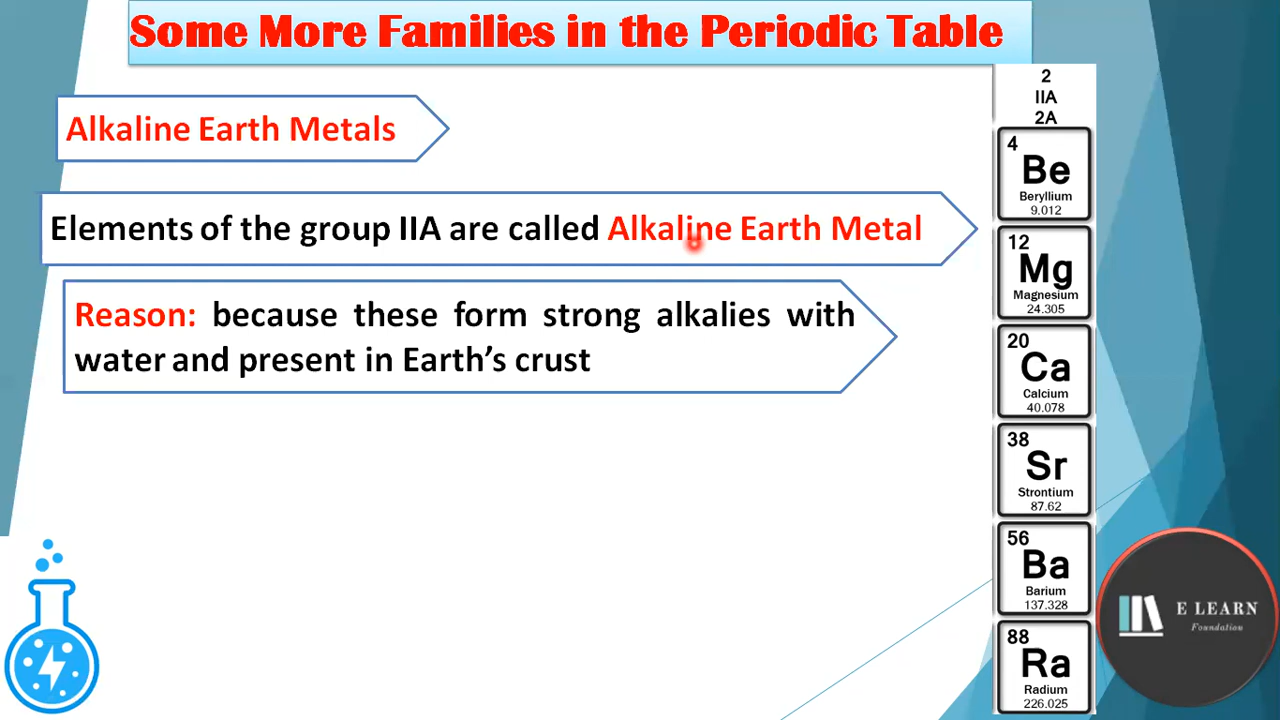 Some More Families in the Periodic Table
Alkaline Earth Metals
Elements of the group IIA are called Alkaline Earth Metal
Reason: because these form strong alkalies with
water and present in Earth's crust
2
IIA
2A
4
Be
Beryllium
9.012
12
Mg
Magnesium
24.305
20
Ca
Calcium
40.078
38
Sr
Strontium
87.62
56
Ba
Barium
137.328
88
Ra
Radium
226.025
E LEARN
Foundation